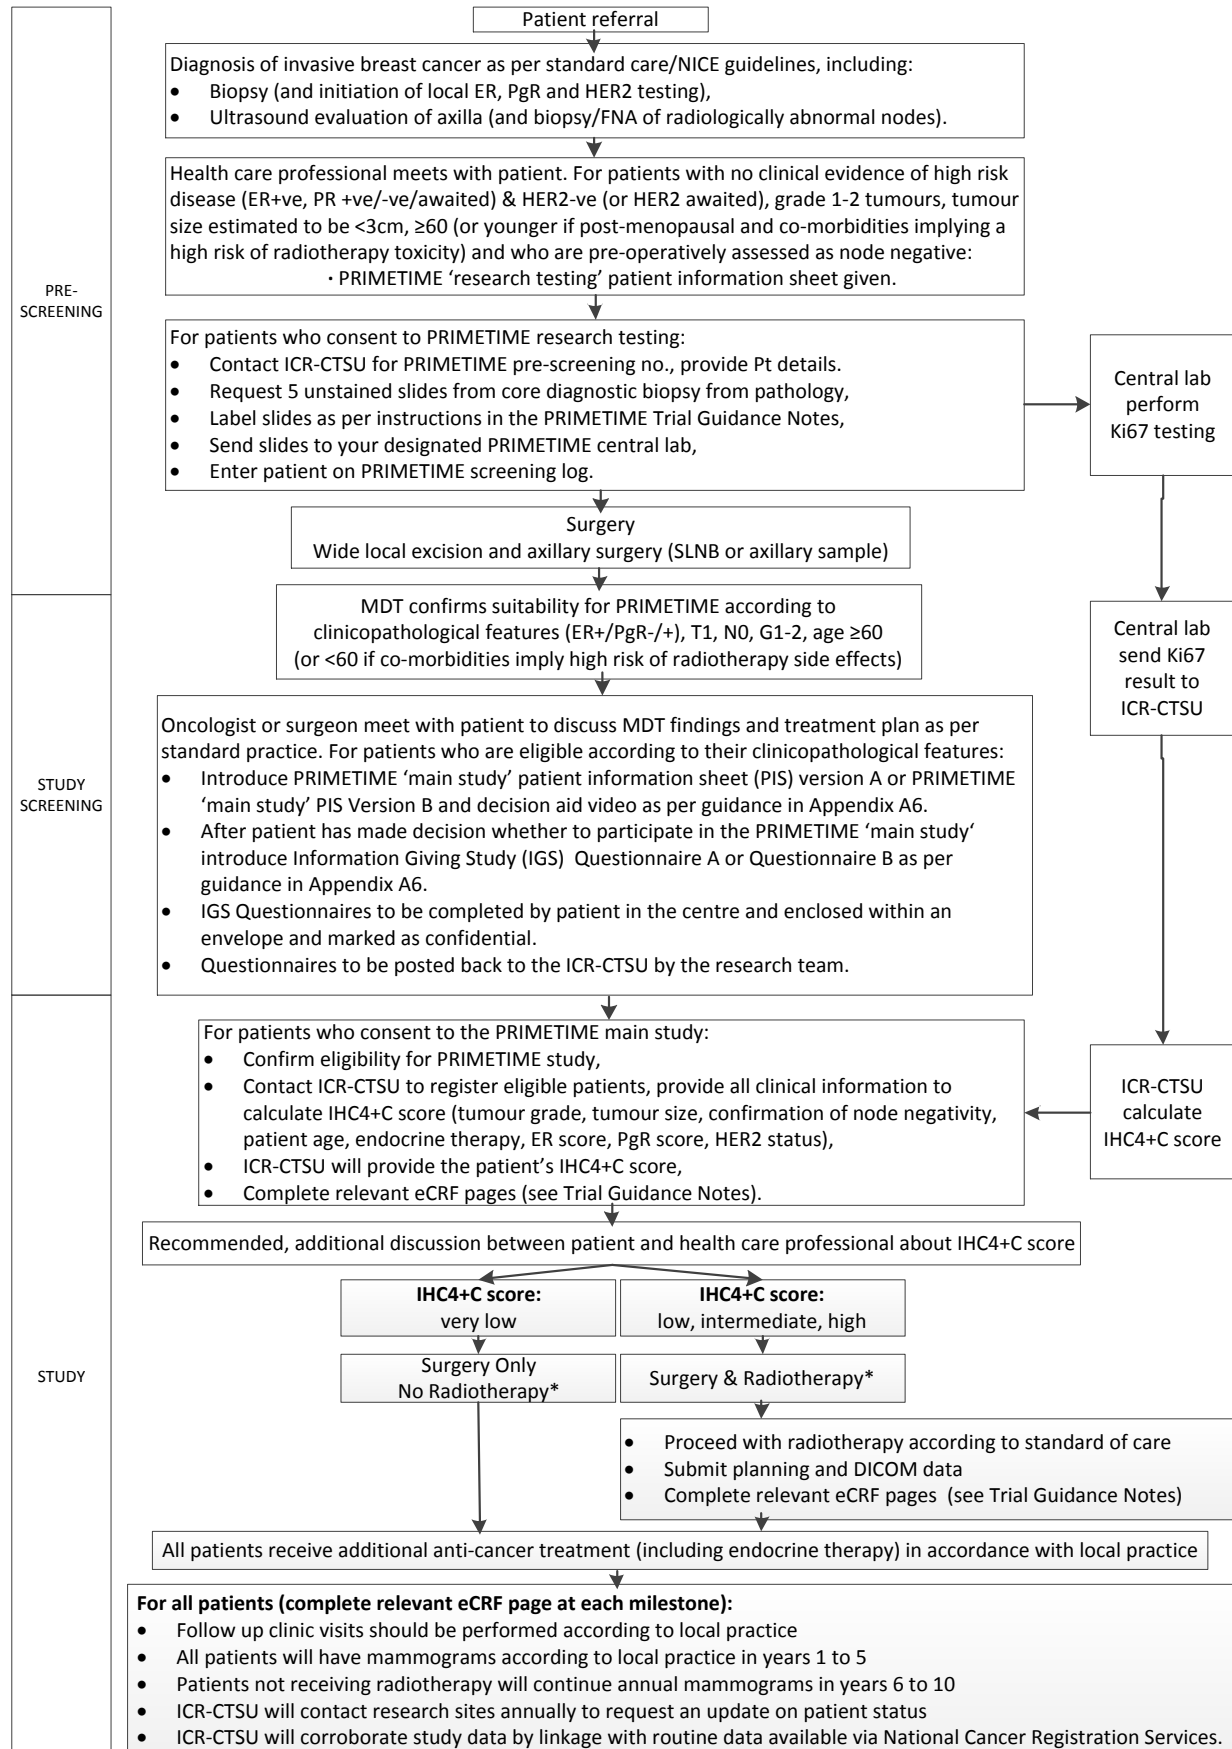 Patient referral
Diagnosis of invasive breast cancer as per standard care/NICE guidelines, including:
• Biopsy (and initiation of local ER, PgR and HER2 testing),
• Ultrasound evaluation of axilla (and biopsy/FNA of radiologically abnormal nodes).
Health care professional meets with patient. For patients with no clinical evidence of high risk
disease (ER+ve, PR +ve/-ve/awaited) & HER2-ve (or HER2 awaited), grade 1-2 tumours, tumour
size estimated to be <3cm, ≥60 (or younger if post-menopausal and co-morbidities implying a
high risk of radiotherapy toxicity) and who are pre-operatively assessed as node negative:
· PRIMETIME ‘research testing’ patient information sheet given.
PRE-
SCREENING
For patients who consent to PRIMETIME research testing:
• Contact ICR-CTSU for PRIMETIME pre-screening no., provide Pt details.
• Request 5 unstained slides from core diagnostic biopsy from pathology,
• Label slides as per instructions in the PRIMETIME Trial Guidance Notes,
• Send slides to your designated PRIMETIME central lab,
• Enter patient on PRIMETIME screening log.
Central lab
perform
Ki67 testing
Surgery
Wide local excision and axillary surgery (SLNB or axillary sample)
MDT confirms suitability for PRIMETIME according to
clinicopathological features (ER+/PgR-/+), T1, N0, G1-2, age ≥60
(or <60 if co-morbidities imply high risk of radiotherapy side effects)
Central lab
send Ki67
result to
ICR-CTSU
STUDY
SCREENING
Oncologist or surgeon meet with patient to discuss MDT findings and treatment plan as per
standard practice. For patients who are eligible according to their clinicopathological features:
• Introduce PRIMETIME ‘main study’ patient information sheet (PIS) version A or PRIMETIME
‘main study’ PIS Version B and decision aid video as per guidance in Appendix A6.
• After patient has made decision whether to participate in the PRIMETIME ‘main study‘
introduce Information Giving Study (IGS) Questionnaire A or Questionnaire B as per
guidance in Appendix A6.
• IGS Questionnaires to be completed by patient in the centre and enclosed within an
envelope and marked as confidential.
• Questionnaires to be posted back to the ICR-CTSU by the research team.
For patients who consent to the PRIMETIME main study:
• Confirm eligibility for PRIMETIME study,
• Contact ICR-CTSU to register eligible patients, provide all clinical information to
calculate IHC4+C score (tumour grade, tumour size, confirmation of node negativity,
patient age, endocrine therapy, ER score, PgR score, HER2 status),
• ICR-CTSU will provide the patient’s IHC4+C score,
• Complete relevant eCRF pages (see Trial Guidance Notes).
ICR-CTSU
calculate
IHC4+C score
Recommended, additional discussion between patient and health care professional about IHC4+C score
IHC4+C score:
very low
IHC4+C score:
low, intermediate, high
STUDY
Surgery Only
No Radiotherapy*
Surgery & Radiotherapy*
• Proceed with radiotherapy according to standard of care
• Submit planning and DICOM data
• Complete relevant eCRF pages (see Trial Guidance Notes)
All patients receive additional anti-cancer treatment (including endocrine therapy) in accordance with local practice
For all patients (complete relevant eCRF page at each milestone):
• Follow up clinic visits should be performed according to local practice
• All patients will have mammograms according to local practice in years 1 to 5
• Patients not receiving radiotherapy will continue annual mammograms in years 6 to 10
• ICR-CTSU will contact research sites annually to request an update on patient status
• ICR-CTSU will corroborate study data by linkage with routine data available via National Cancer Registration Services.